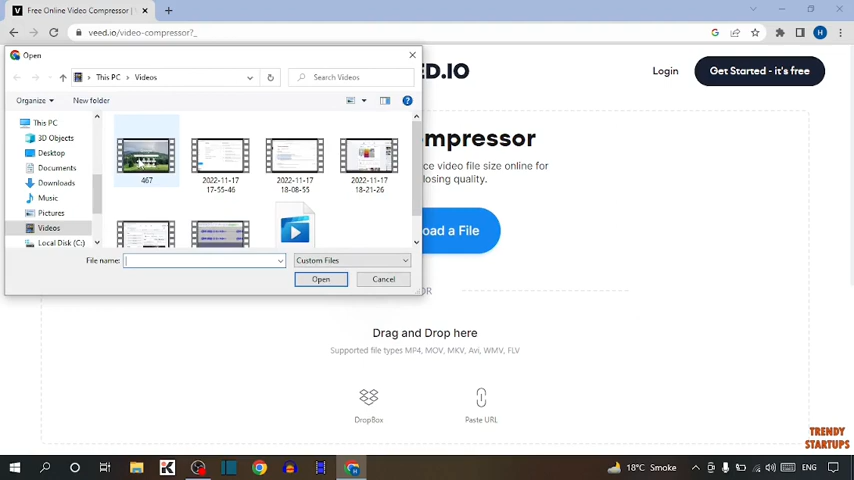 Free Online Video Compressor |
veed.io/video-compressor?_
H
Open
This PC
Videos
Search Videos
Organize
New folder
This PC
3D Objects
Desktop
Documents
Downloads
Music
Pictures
Videos
Local Disk (C:)
467
2022-11-17
17-55-46
2022-11-17
18-08-55
2022-11-17
18-21-26
File name:
Custom Files
Open
Cancel
ED.IO
Login
Get Started - it's free
ompressor
ce video file size online for
losing quality.
oad a File
OR
Drag and Drop here
Supported file types MP4, MOV, MKV, Avi, WMV, FLV
DropBox
Paste URL
TRENDY
STARTUPS
18°C Smoke
ENG